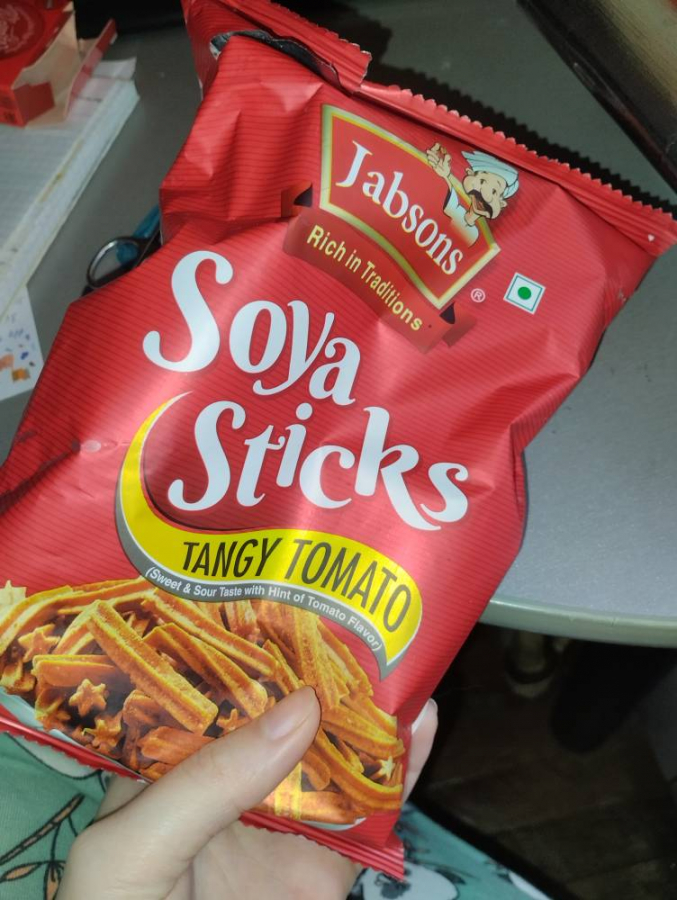 Jabsons
Rich in Traditions
®
Soya
Sticks
TANGY TOMATO
(Sweet & Sour Taste with Hint of Tomato Flavor)